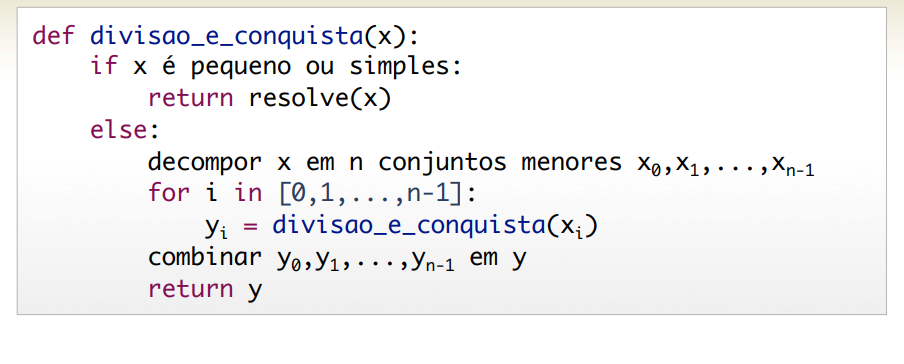 def divisao_e_conquista(x):
if x é pequeno ou simples:
return resolve(x)
else:
decompor x em n conjuntos menores x₀,x₁,...,xₙ₋₁
for i in [0,1,...,n-1]:
yᵢ = divisao_e_conquista(xᵢ)
combinar y₀,y₁,...,yₙ₋₁ em y
return y